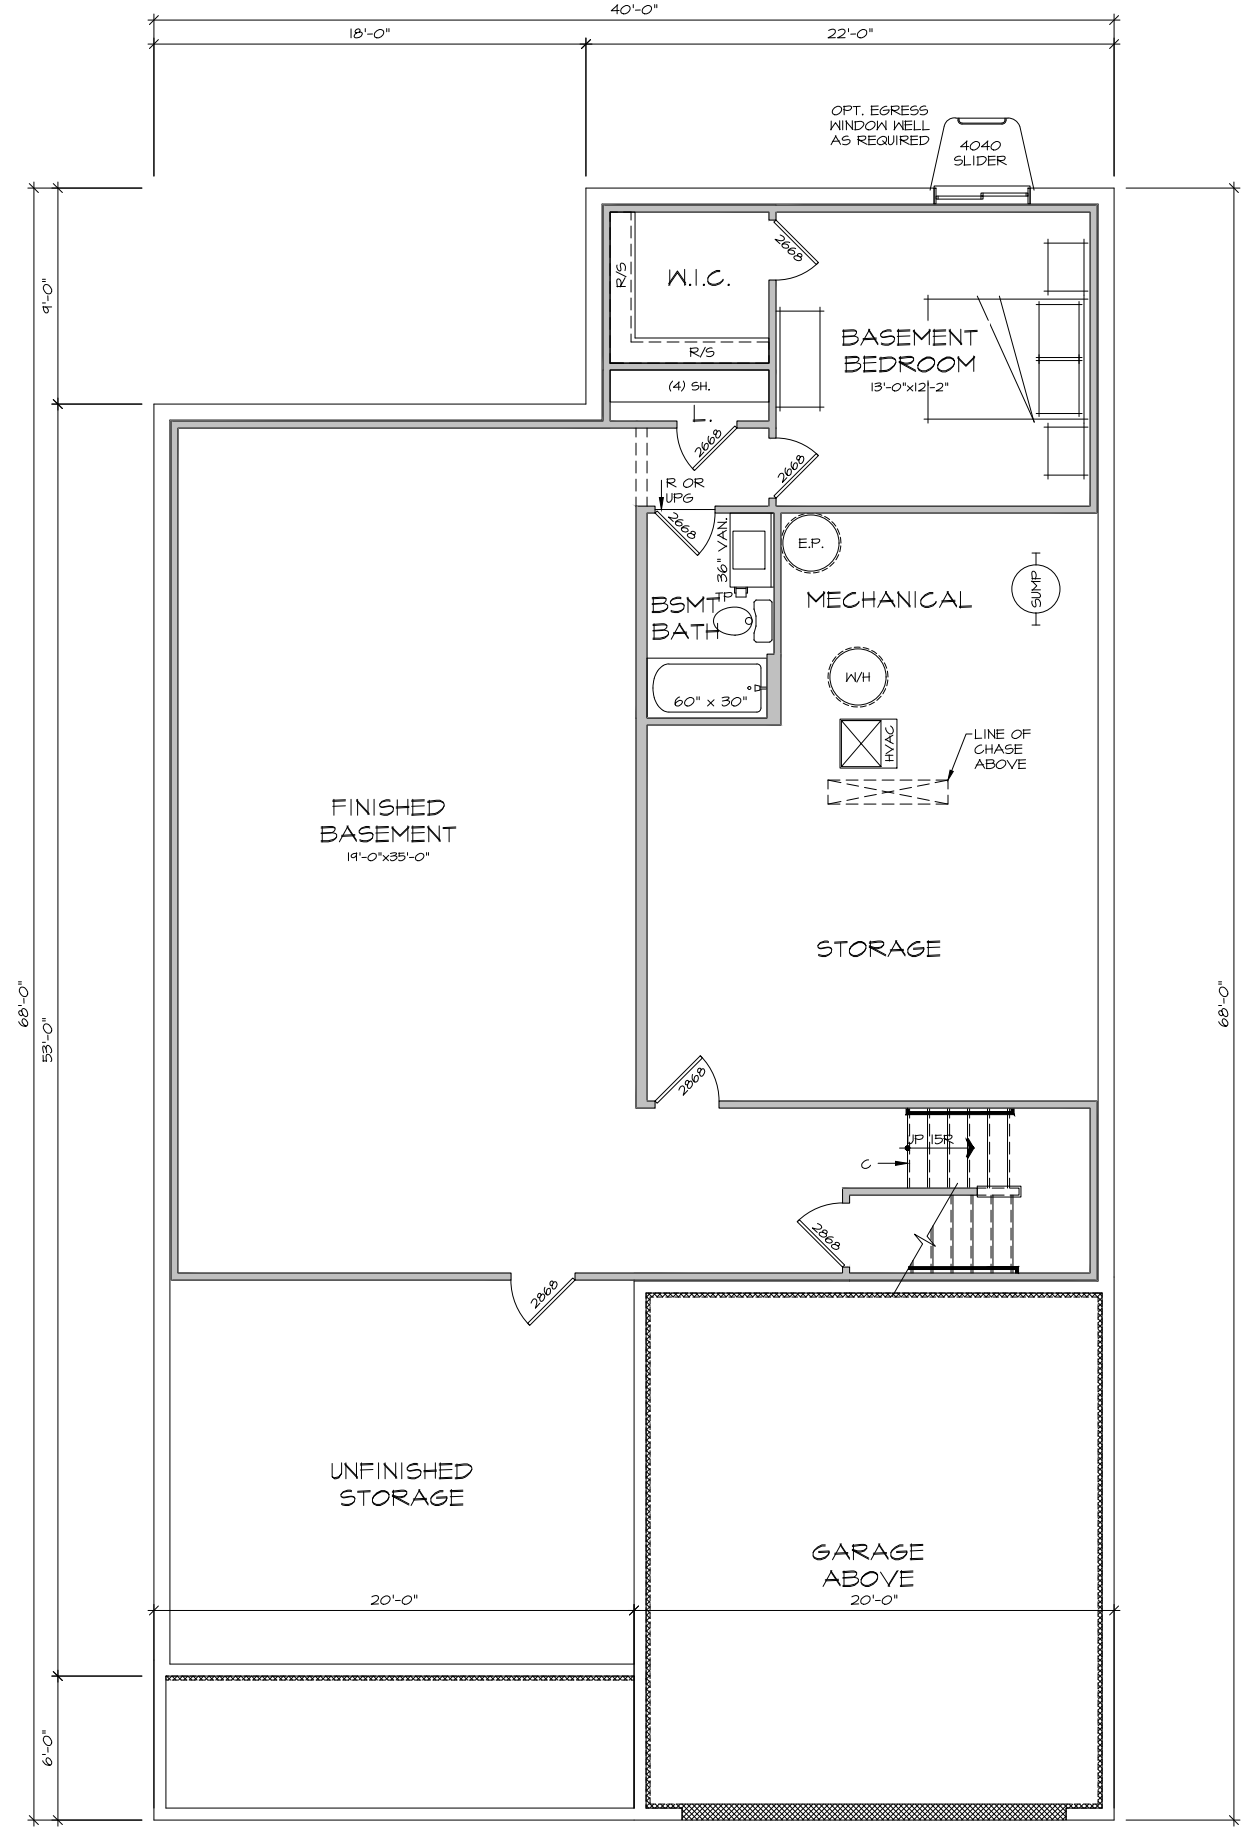 40'-0"
18'-0"
22'-0"
OPT. EGRESS
WINDOW WELL
AS REQUIRED
4040
SLIDER
9'-0"
2668
R/S
W.I.C.
R/S
BASEMENT
BEDROOM
13'-0"x12'-2"
(4) SH.
L.
2668
2668
R OR
UPG
2668
36" VAN.
E.P.
TP
BSMT
BATH
MECHANICAL
SUMP
60" x 30"
W/H
HVAC
LINE OF
CHASE
ABOVE
FINISHED
BASEMENT
19'-0"x35'-0"
STORAGE
68'-0"
53'-0"
68'-0"
2868
UP 15R
C
2868
2868
UNFINISHED
STORAGE
GARAGE
ABOVE
20'-0"
20'-0"
6'-0"